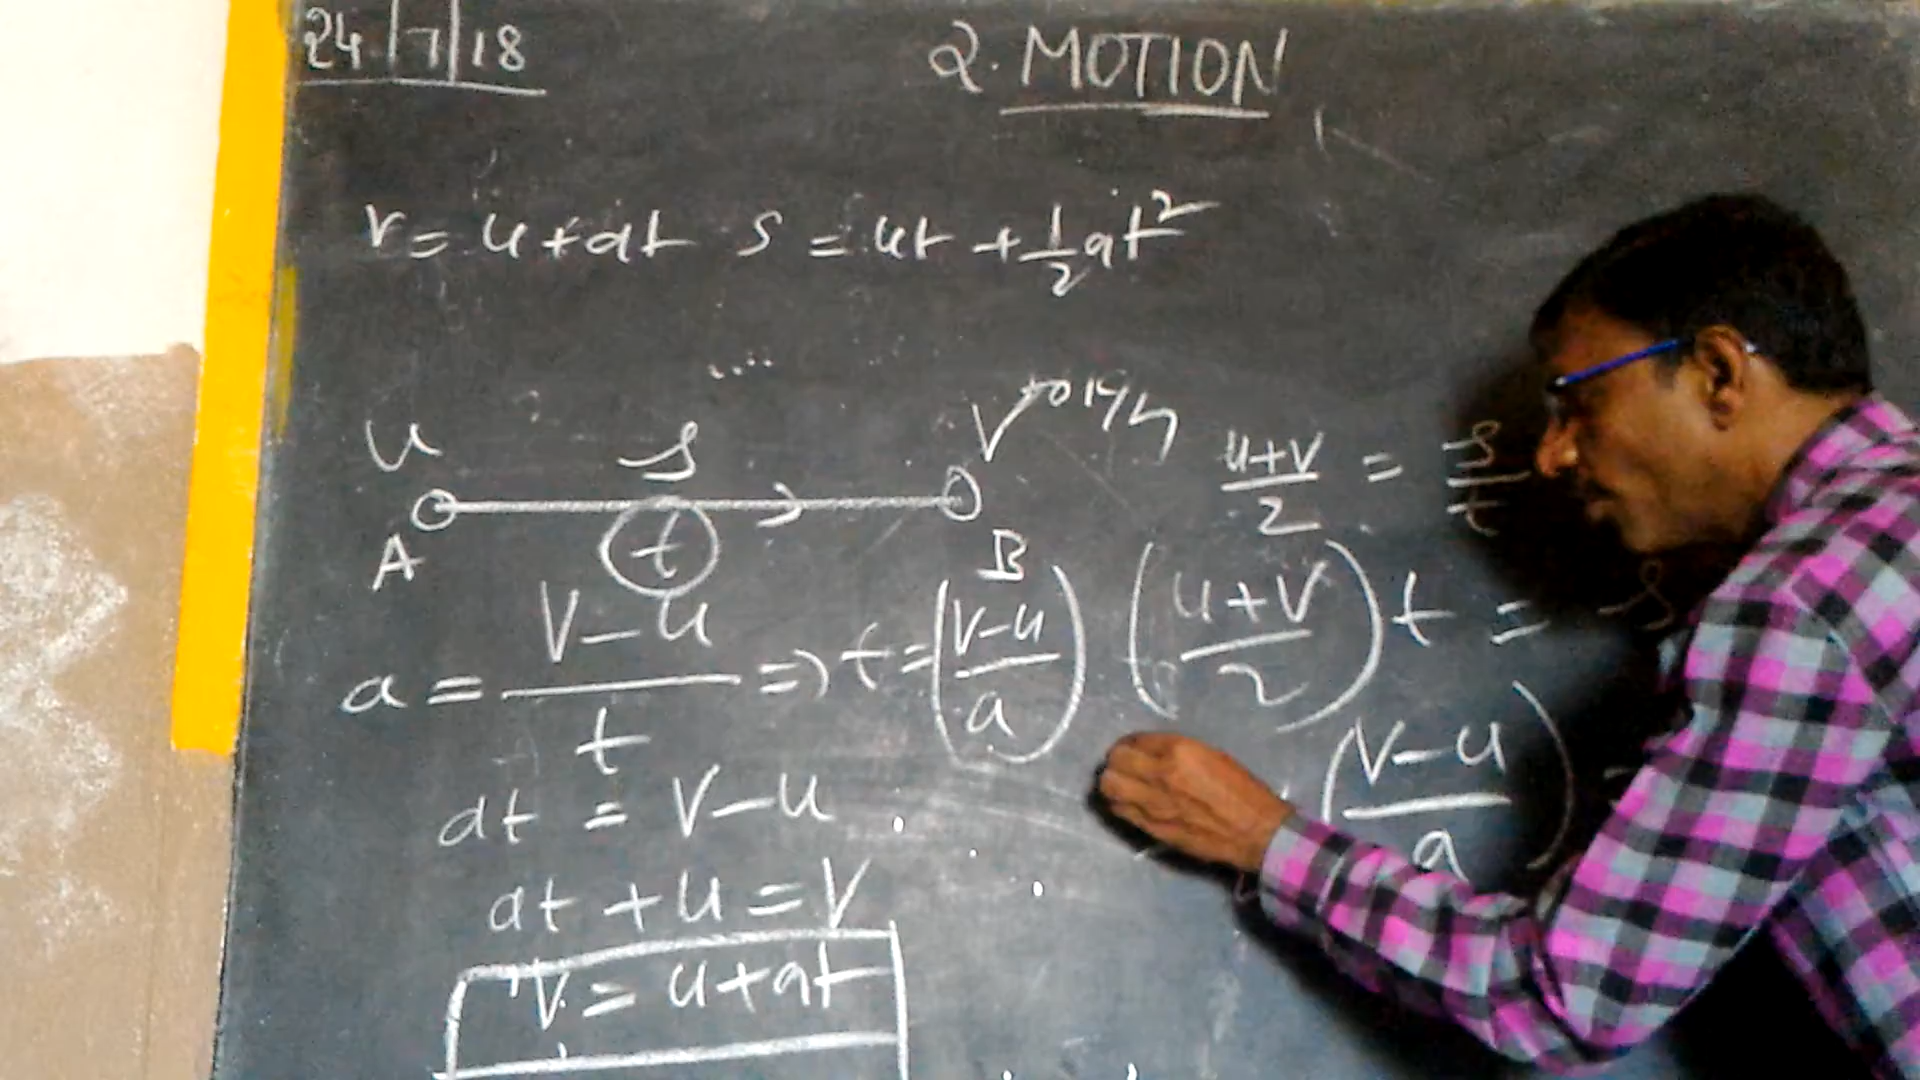 24/7/18
2. MOTION
v = u + at   s = ut + 1/2 at²
u   s   V
t
A   B
(u+v)/2 = s/t
a = (V-u)/t => t = ((V-u)/a)
((u+v)/2) t = s
((V-u)/a)
at = V-u
at + u = V
V = u + at